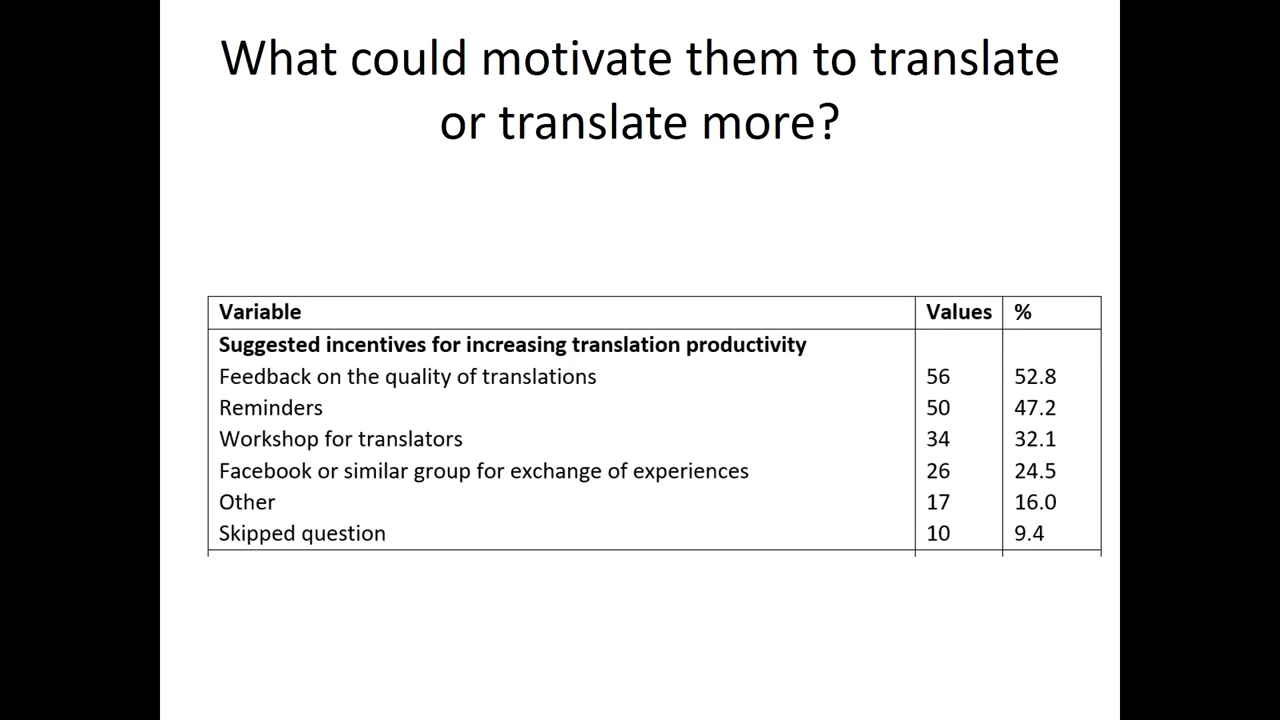 What could motivate them to translate
or translate more?
Variable Values %
Suggested incentives for increasing translation productivity
Feedback on the quality of translations 56 52.8
Reminders 50 47.2
Workshop for translators 34 32.1
Facebook or similar group for exchange of experiences 26 24.5
Other 17 16.0
Skipped question 10 9.4